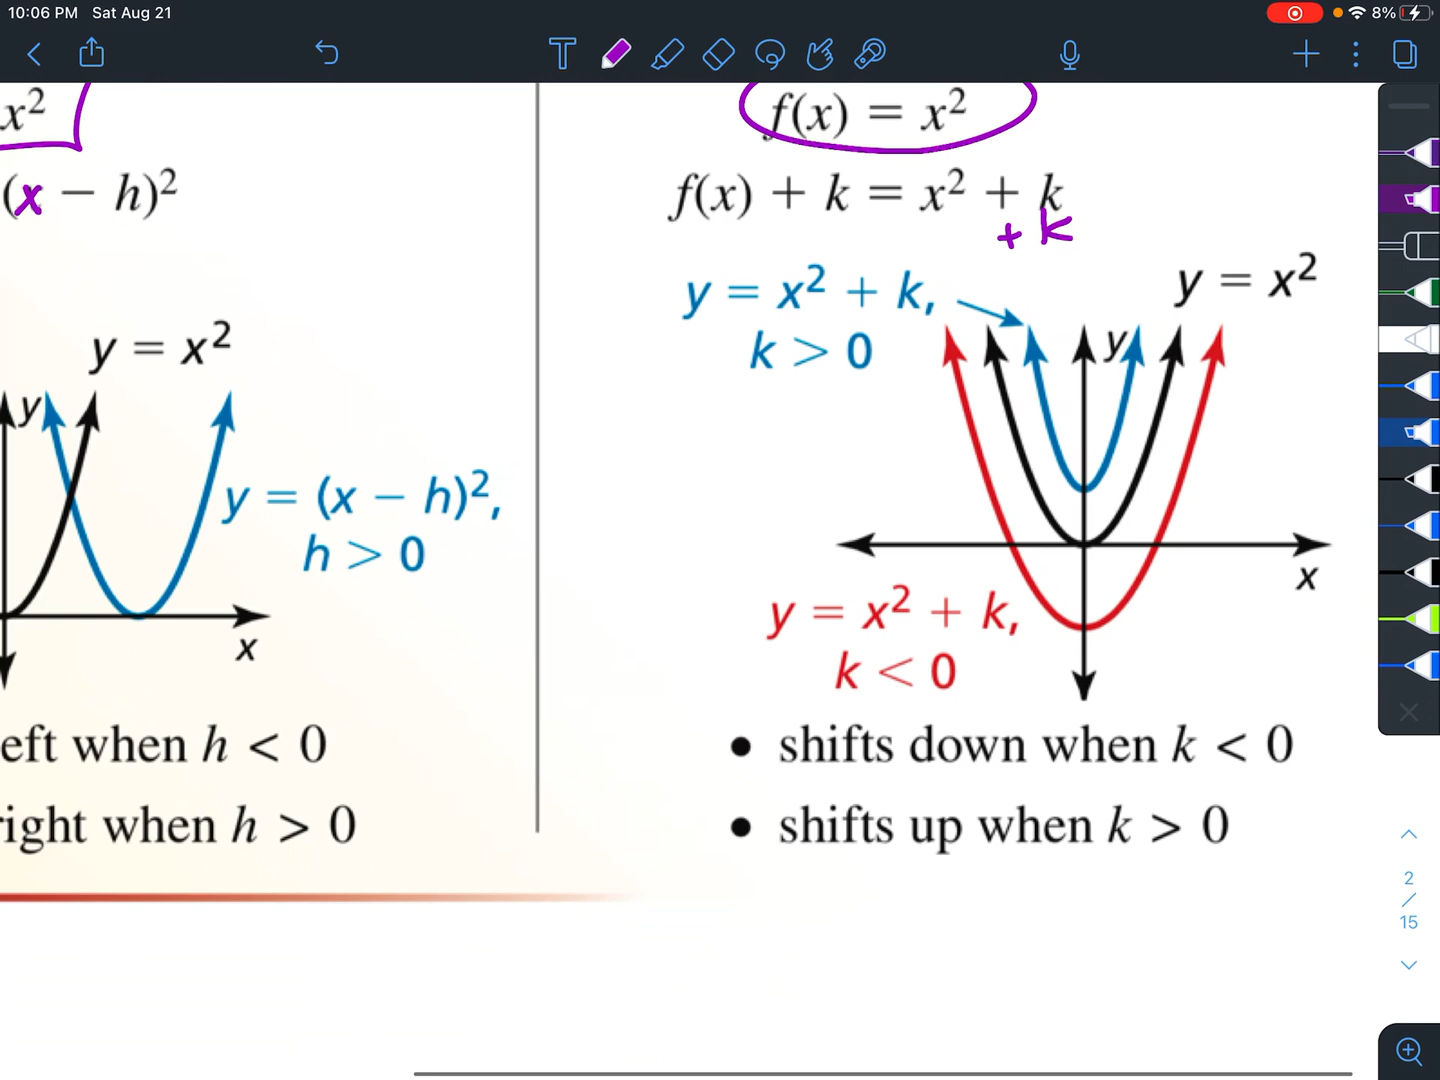 10:06 PM Sat Aug 21
8%
x²
(x − h)²
y = x²
y
y = (x − h)²,
h > 0
x
eft when h < 0
right when h > 0
f(x) = x²
f(x) + k = x² + k
+ k
y = x² + k,
k > 0
y = x²
y
x
y = x² + k,
k < 0
• shifts down when k < 0
• shifts up when k > 0
2
/
15